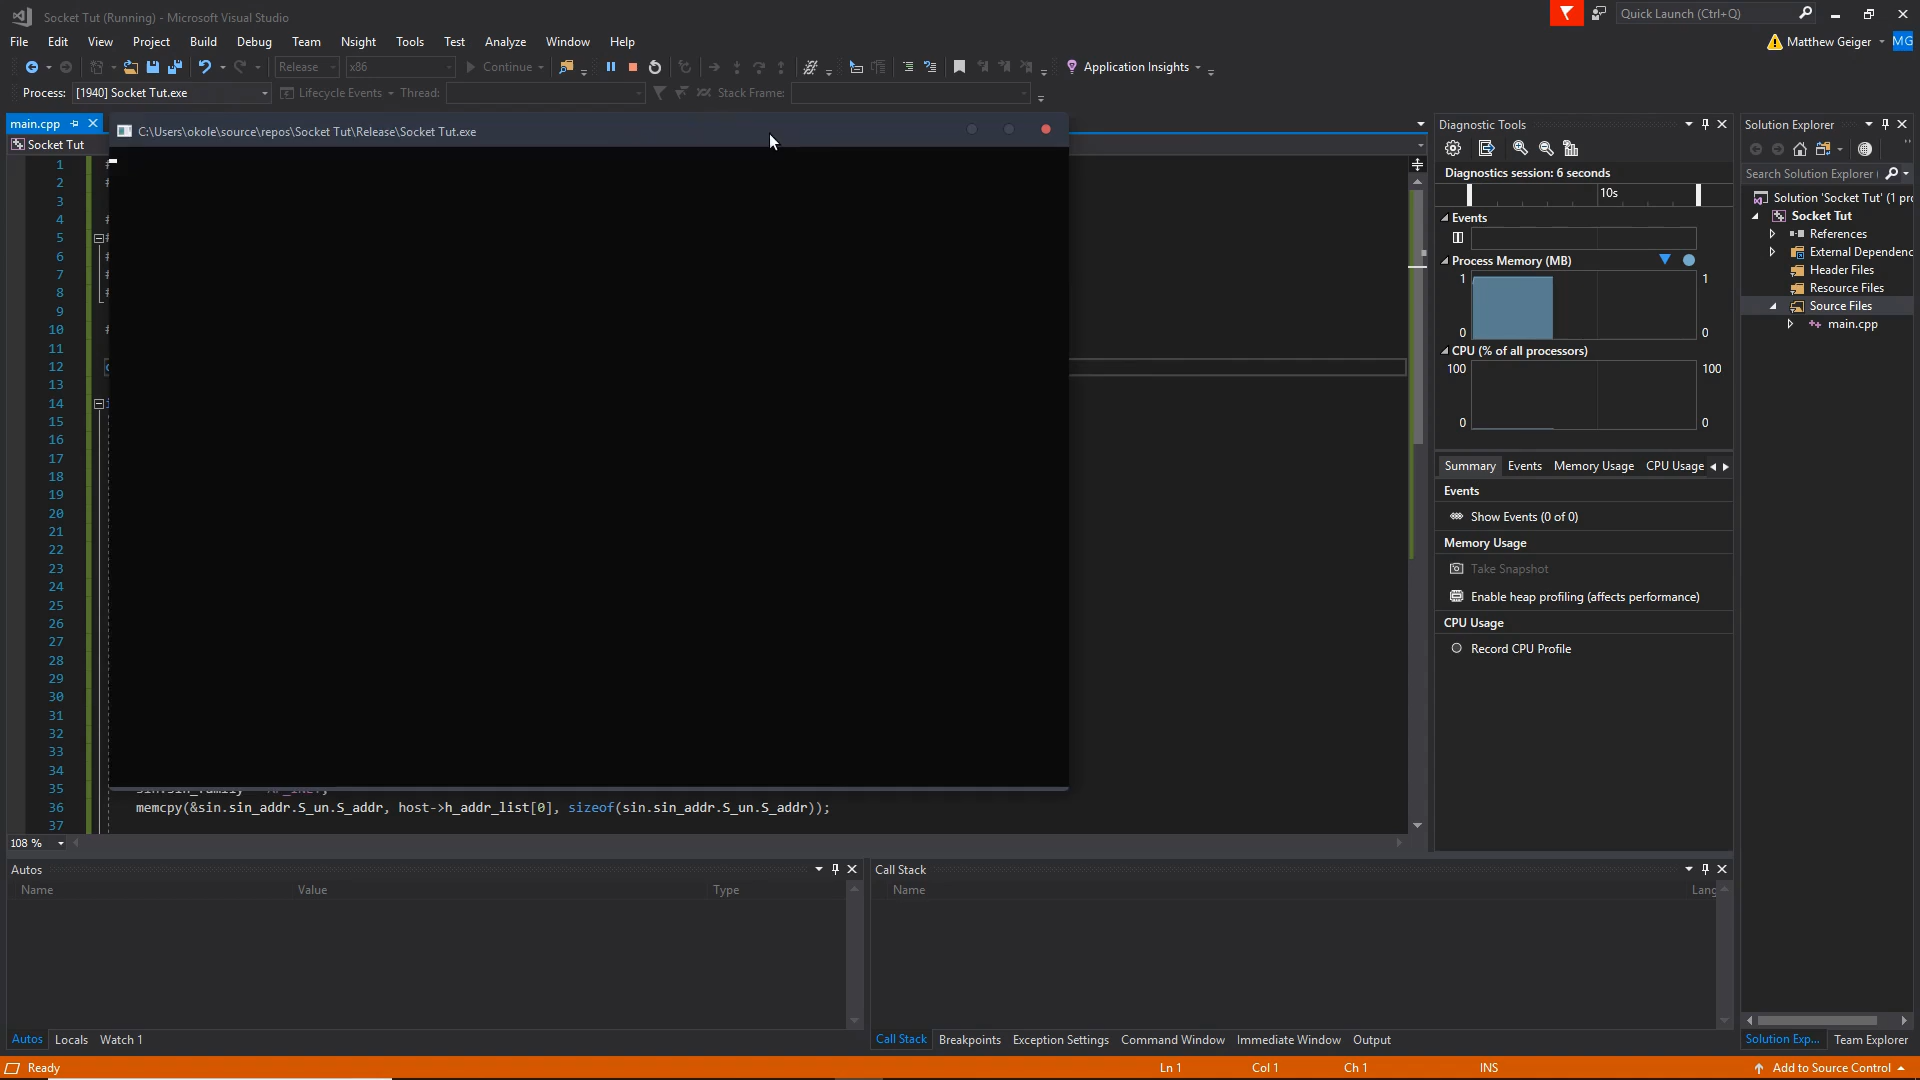 Socket Tut (Running) - Microsoft Visual Studio
Quick Launch (Ctrl+Q)
File Edit View Project Build Debug Team Nsight Tools Test Analyze Window Help
Matthew Geiger MG
Release x86 Continue Application Insights
Process: [1940] Socket Tut.exe Lifecycle Events Thread: Stack Frame:
main.cpp
C:\Users\okole\source\repos\Socket Tut\Release\Socket Tut.exe
Socket Tut
1 #
2 #
3
4 #
5 #
6 #
7 #
8 #
9
10 #
11
12
13
14
15
16
17
18
19
20
21
22
23
24
25
26
27
28
29
30
31
32
33
34
35
36 memcpy(&sin.sin_addr.S_un.S_addr, host->h_addr_list[0], sizeof(sin.sin_addr.S_un.S_addr));
37
108 %
Diagnostic Tools
Diagnostics session: 6 seconds
10s
Events
Process Memory (MB)
1 1
0 0
CPU (% of all processors)
100 100
0 0
Summary Events Memory Usage CPU Usage
Events
Show Events (0 of 0)
Memory Usage
Take Snapshot
Enable heap profiling (affects performance)
CPU Usage
Record CPU Profile
Solution Explorer
Search Solution Explorer (
Solution 'Socket Tut' (1 pro
Socket Tut
References
External Dependenc
Header Files
Resource Files
Source Files
main.cpp
Autos
Name Value Type
Call Stack
Name Lang
Autos Locals Watch 1
Call Stack Breakpoints Exception Settings Command Window Immediate Window Output
Solution Exp... Team Explorer
Ready Ln 1 Col 1 Ch 1 INS Add to Source Control